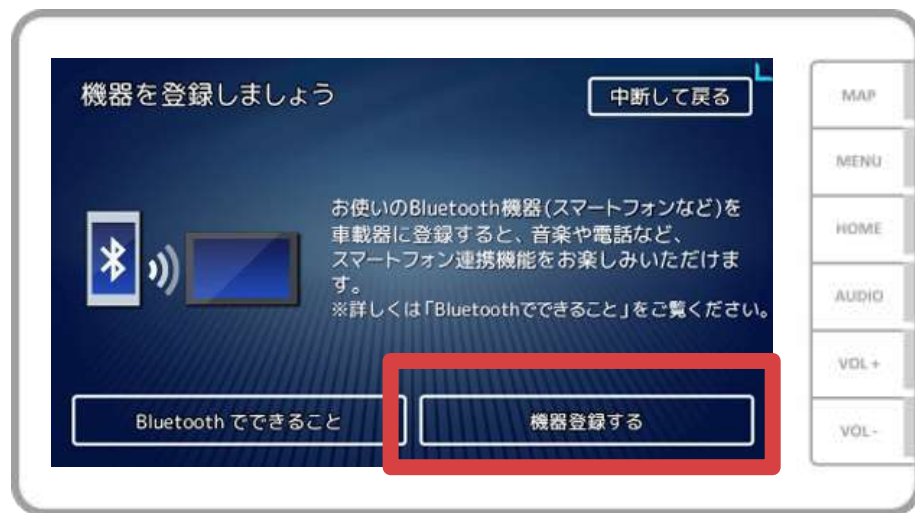 機器を登録しましょう
中断して戻る
お使いのBluetooth機器(スマートフォンなど)を
車載器に登録すると、音楽や電話など、
スマートフォン連携機能をお楽しみいただけま
す。
※詳しくは「Bluetoothでできること」をご覧ください。
Bluetooth でできること
機器登録する
MAP
MENU
HOME
AUDIO
VOL +
VOL -